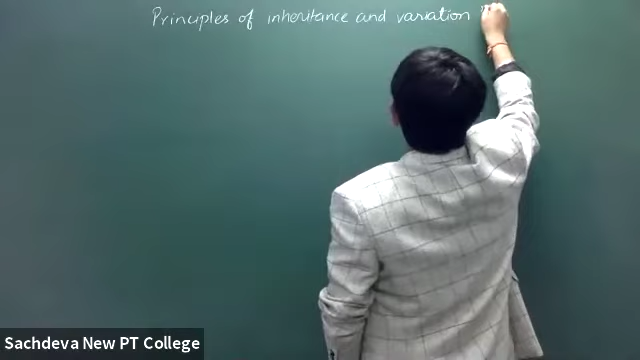 Principles of inheritance and variation
Sachdeva New PT College